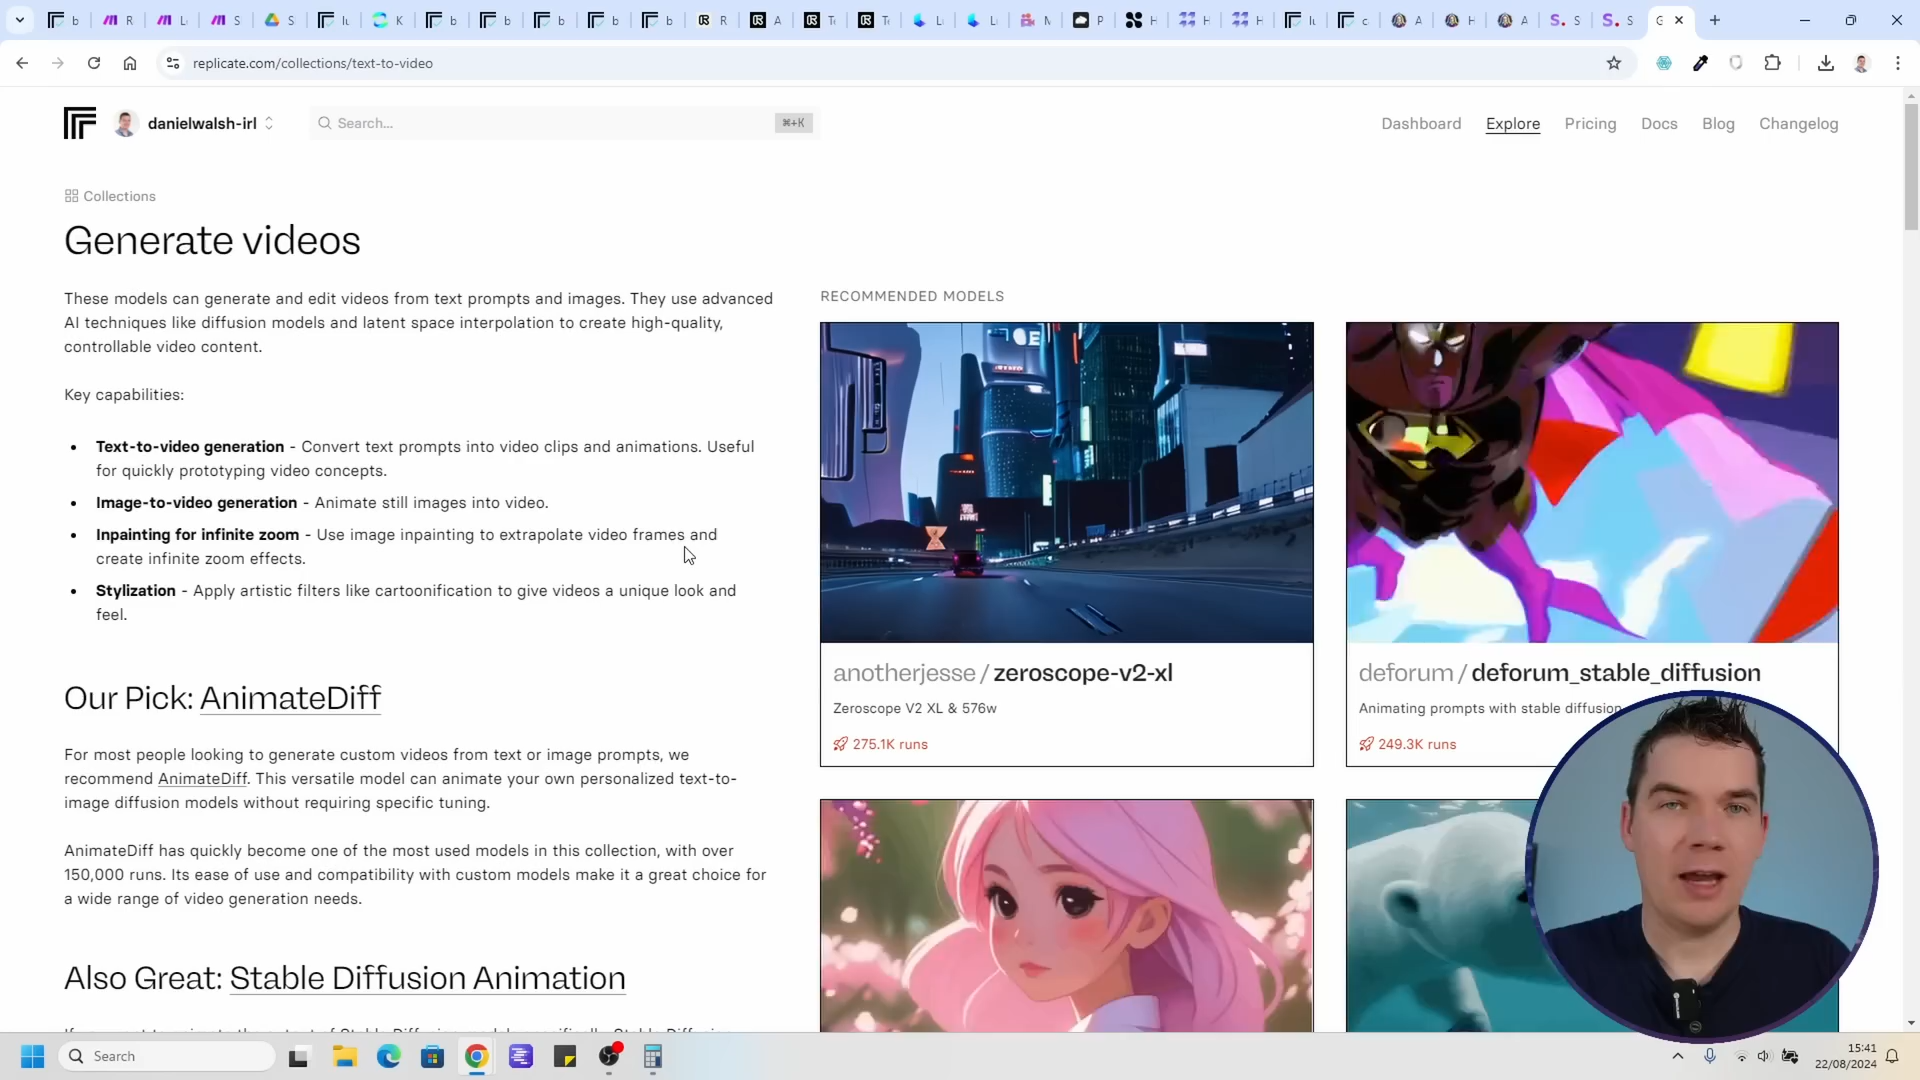 replicate.com/collections/text-to-video
danielwalsh-irl
Search...
⌘+K
Dashboard
Explore
Pricing
Docs
Blog
Changelog
Collections
Generate videos
These models can generate and edit videos from text prompts and images. They use advanced
AI techniques like diffusion models and latent space interpolation to create high-quality,
controllable video content.
Key capabilities:
• Text-to-video generation - Convert text prompts into video clips and animations. Useful
for quickly prototyping video concepts.
• Image-to-video generation - Animate still images into video.
• Inpainting for infinite zoom - Use image inpainting to extrapolate video frames and
create infinite zoom effects.
• Stylization - Apply artistic filters like cartoonification to give videos a unique look and
feel.
Our Pick: AnimateDiff
For most people looking to generate custom videos from text or image prompts, we
recommend AnimateDiff. This versatile model can animate your own personalized text-to-
image diffusion models without requiring specific tuning.
AnimateDiff has quickly become one of the most used models in this collection, with over
150,000 runs. Its ease of use and compatibility with custom models make it a great choice for
a wide range of video generation needs.
Also Great: Stable Diffusion Animation
RECOMMENDED MODELS
anotherjesse / zeroscope-v2-xl
Zeroscope V2 XL & 576w
275.1K runs
deforum / deforum_stable_diffusion
Animating prompts with stable diffusion
249.3K runs
Search
15:41
22/08/2024